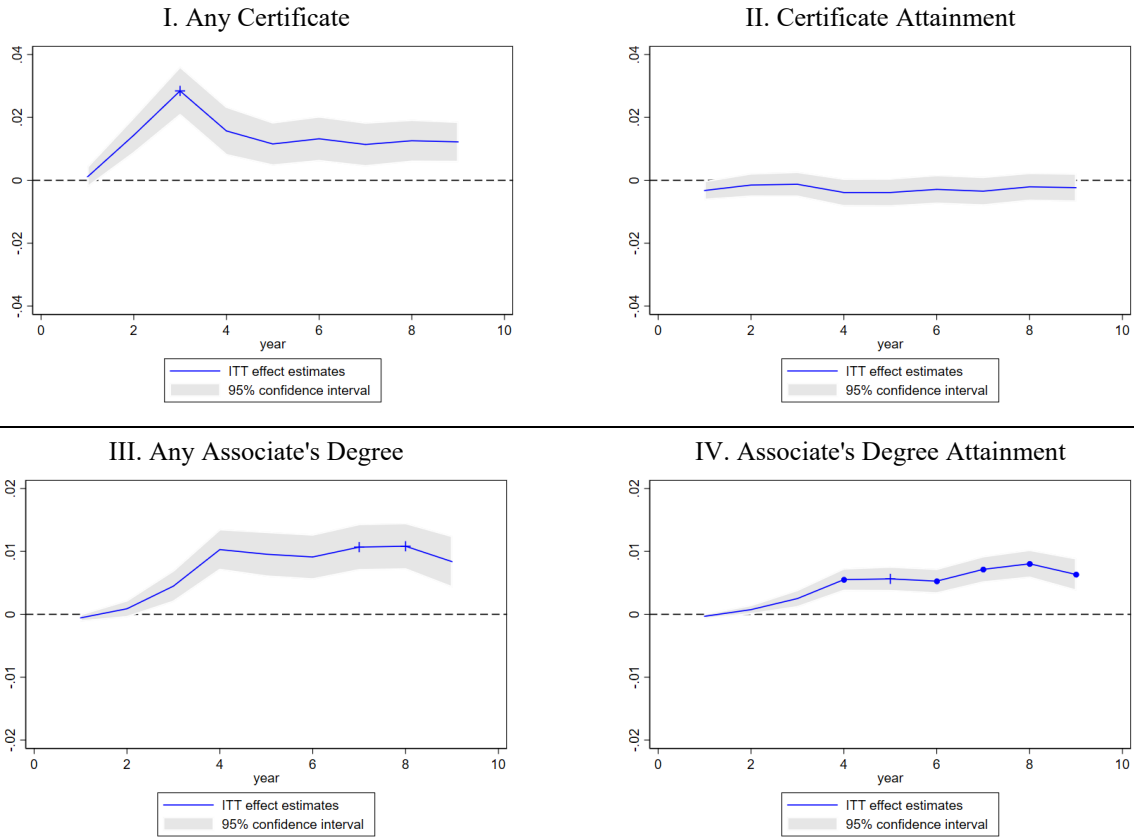 I. Any Certificate
.04
.02
0
-.02
-.04
0 2 4 6 8 10
year
ITT effect estimates
95% confidence interval
II. Certificate Attainment
.04
.02
0
-.02
-.04
0 2 4 6 8 10
year
ITT effect estimates
95% confidence interval
III. Any Associate's Degree
.02
.01
0
-.01
-.02
0 2 4 6 8 10
year
ITT effect estimates
95% confidence interval
IV. Associate's Degree Attainment
.02
.01
0
-.01
-.02
0 2 4 6 8 10
year
ITT effect estimates
95% confidence interval